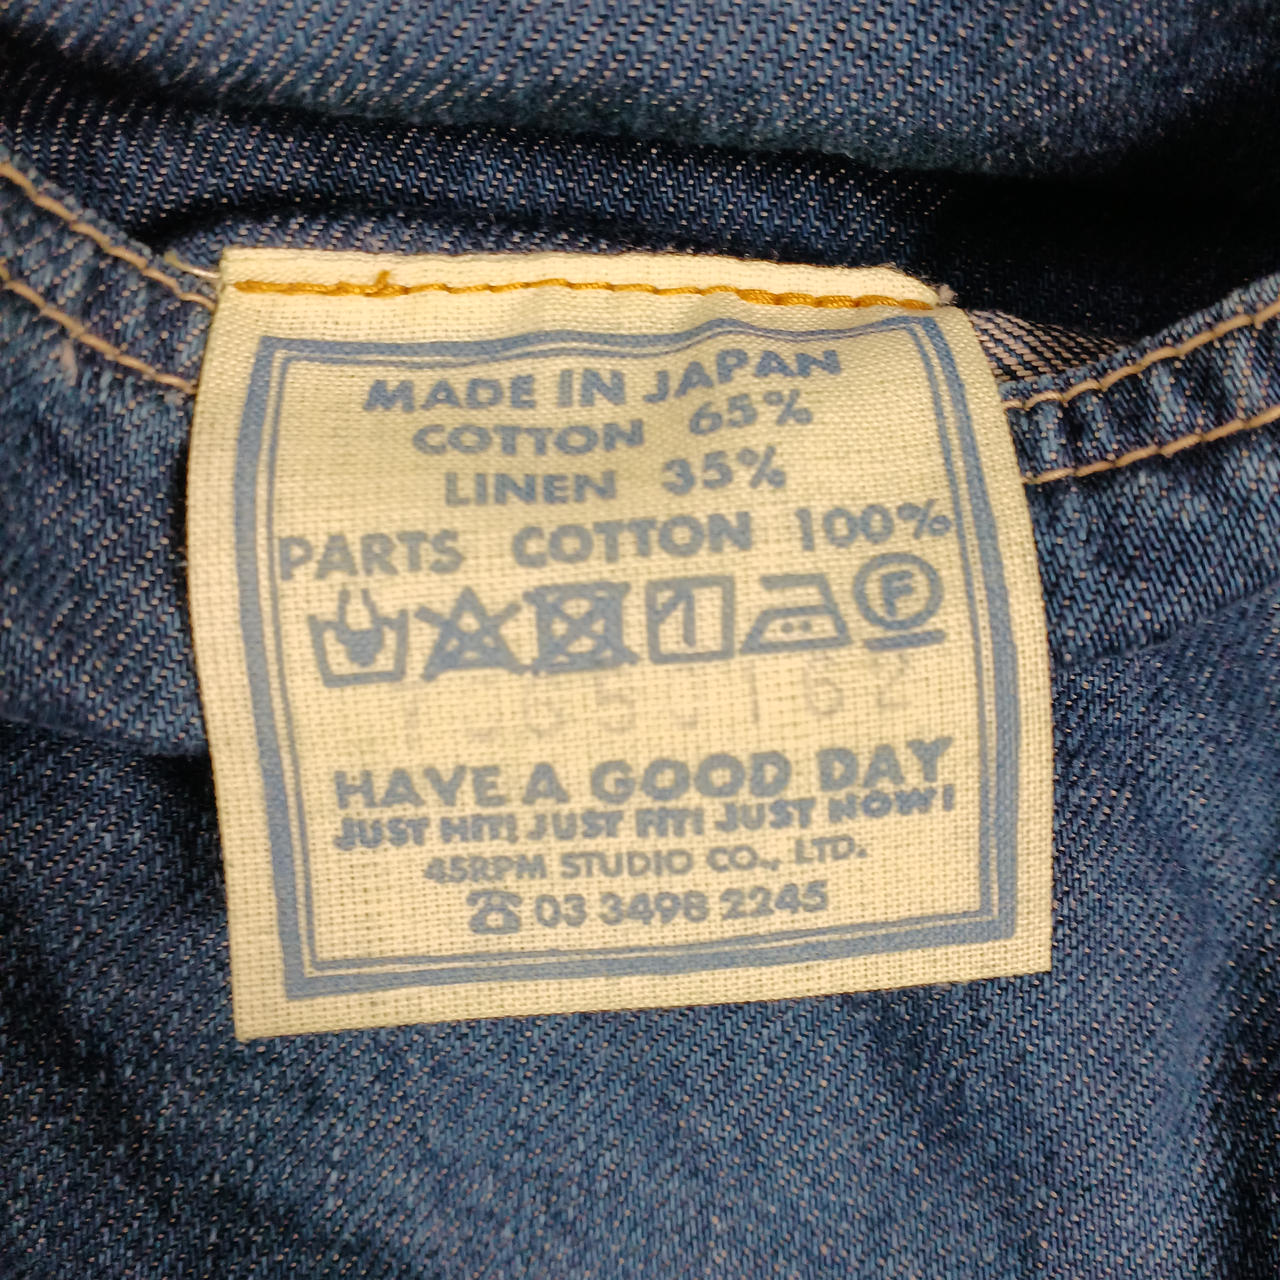 MADE IN JAPAN
COTTON 65%
LINEN 35%
PARTS COTTON 100%
F
HAVE A GOOD DAY
JUST HIT! JUST FIT! JUST NOW!
45RPM STUDIO CO., LTD.
☎ 03 3498 2245